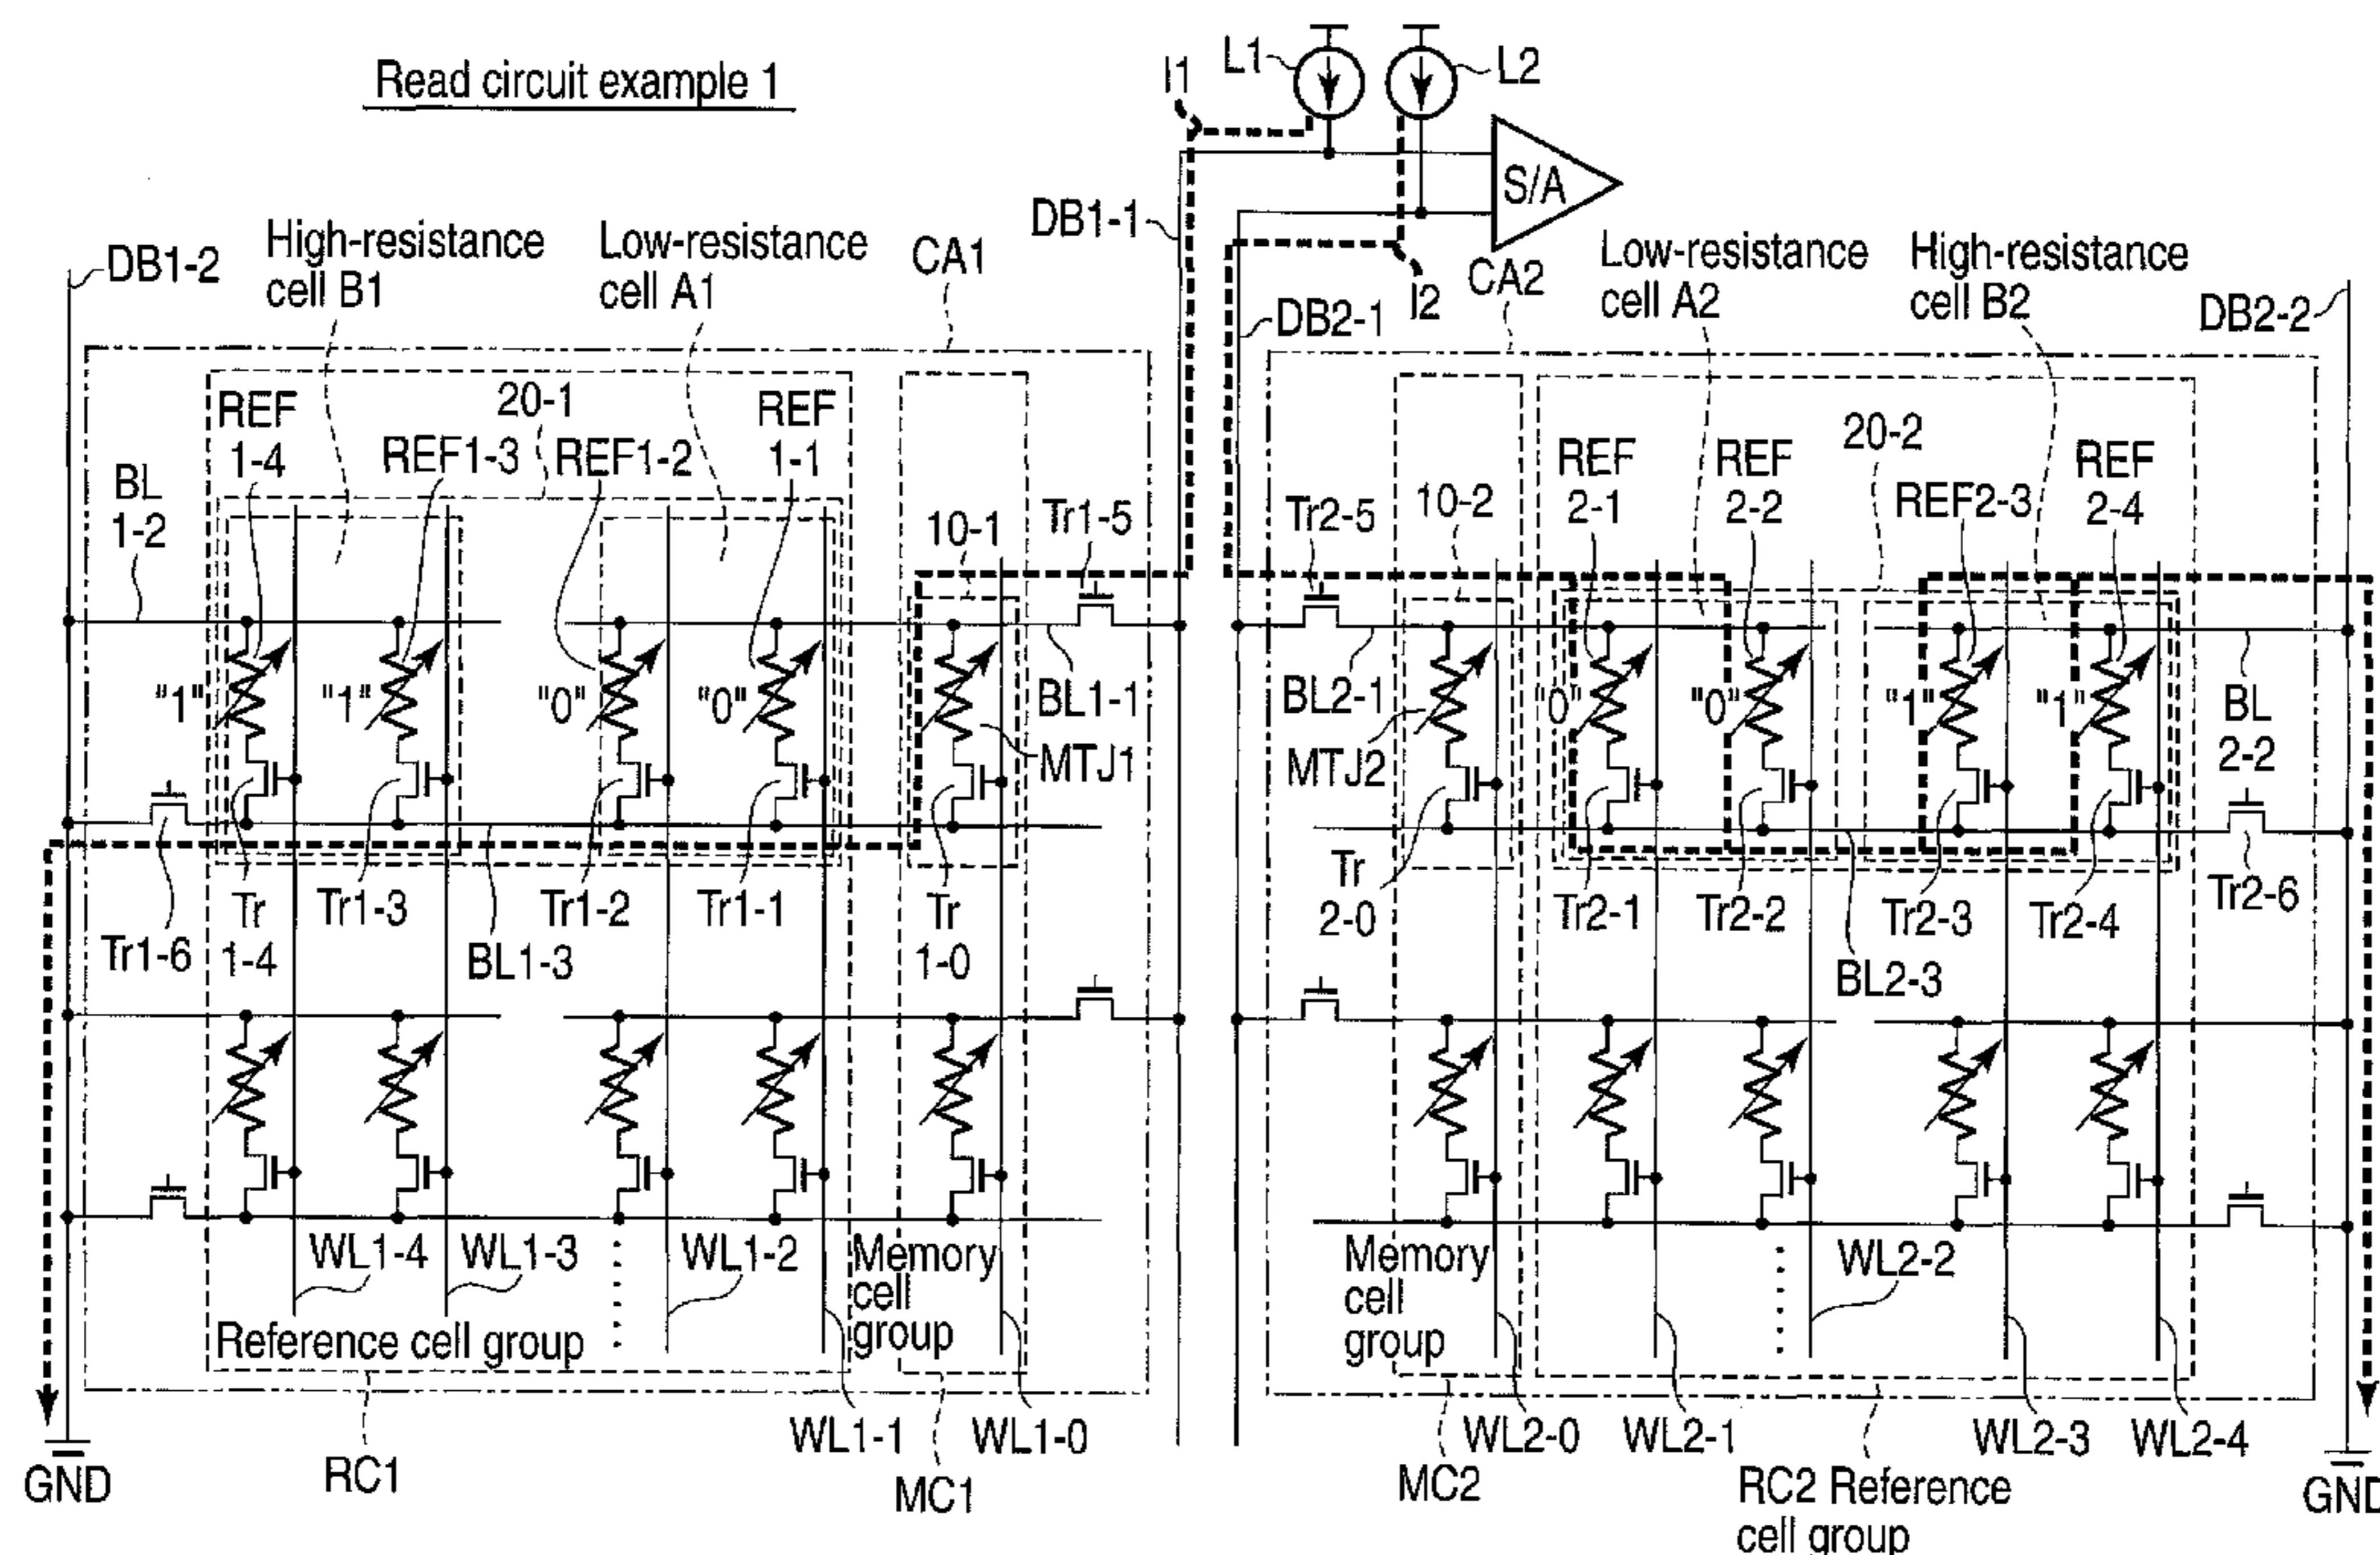 Read circuit example 1
I1
L1
L2
S/A
DB1-1
I2
DB2-1
DB1-2
High-resistance
cell B1
Low-resistance
cell A1
CA1
CA2
Low-resistance
cell A2
High-resistance
cell B2
DB2-2
REF
1-4
REF1-3
20-1
REF1-2
REF
1-1
BL
1-2
10-1
Tr1-5
Tr2-5
10-2
REF
2-1
REF
2-2
20-2
REF2-3
REF
2-4
"1"
"1"
"0"
"0"
BL1-1
MTJ1
BL2-1
MTJ2
"0"
"0"
"1"
"1"
BL
2-2
Tr1-6
Tr
1-4
Tr1-3
BL1-3
Tr1-2
Tr1-1
Tr
1-0
Tr
2-0
Tr2-1
Tr2-2
BL2-3
Tr2-3
Tr2-4
Tr2-6
WL1-4
WL1-3
WL1-2
Memory
cell
group
Reference cell group
Memory
cell
group
WL2-2
WL1-1
WL1-0
WL2-0
WL2-1
WL2-3
WL2-4
GND
RC1
MC1
MC2
RC2 Reference
cell group
GND